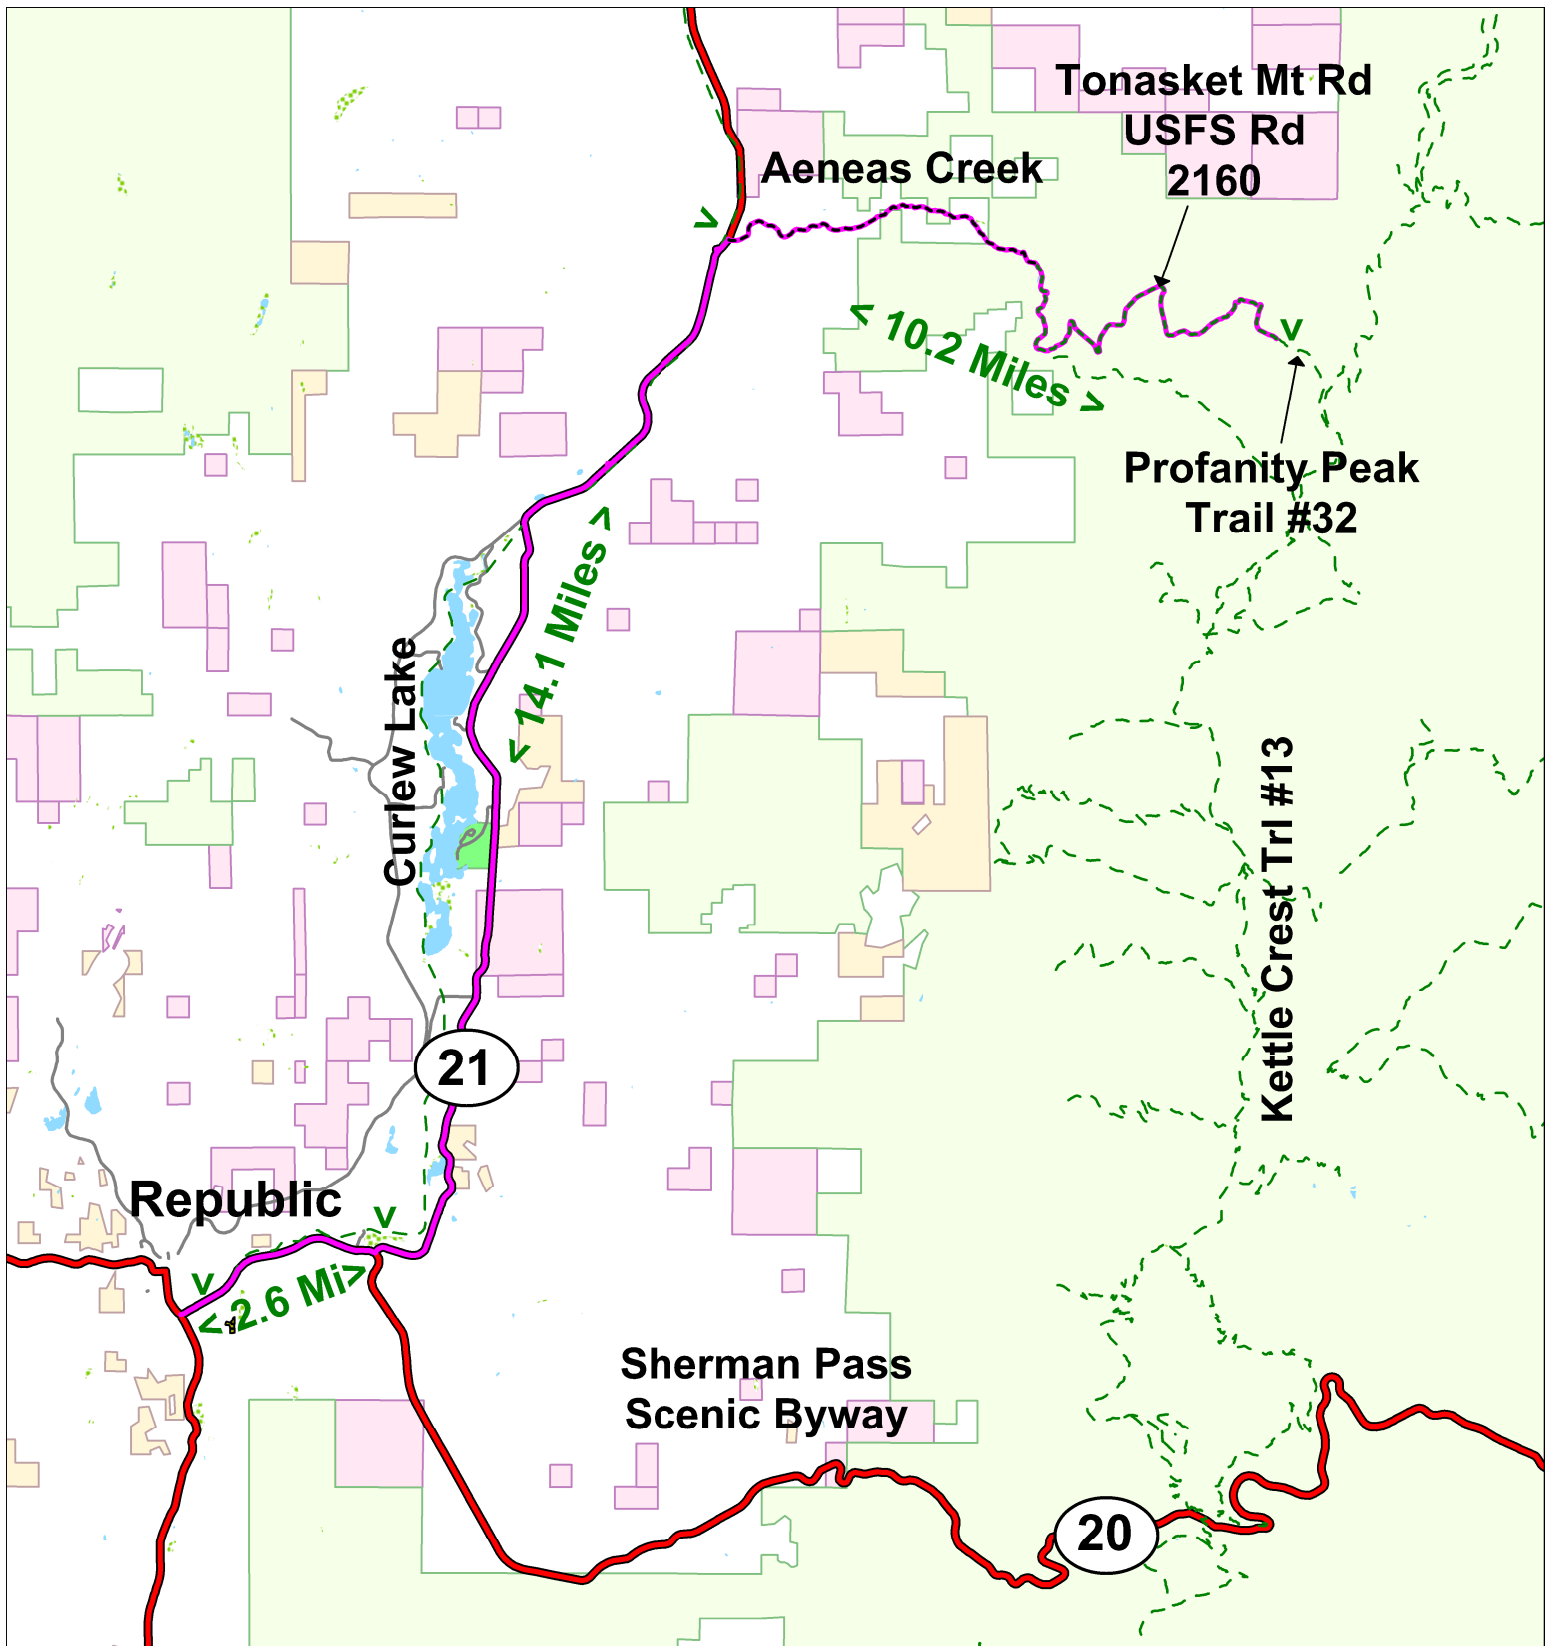 Tonasket Mt Rd
USFS Rd
2160
Aeneas Creek
v
< 10.2 Miles >
v
Profanity Peak
Trail #32
< 14.1 Miles >
Curlew Lake
Kettle Crest Trl #13
21
Republic
v
v
< 2.6 Mi>
Sherman Pass
Scenic Byway
20